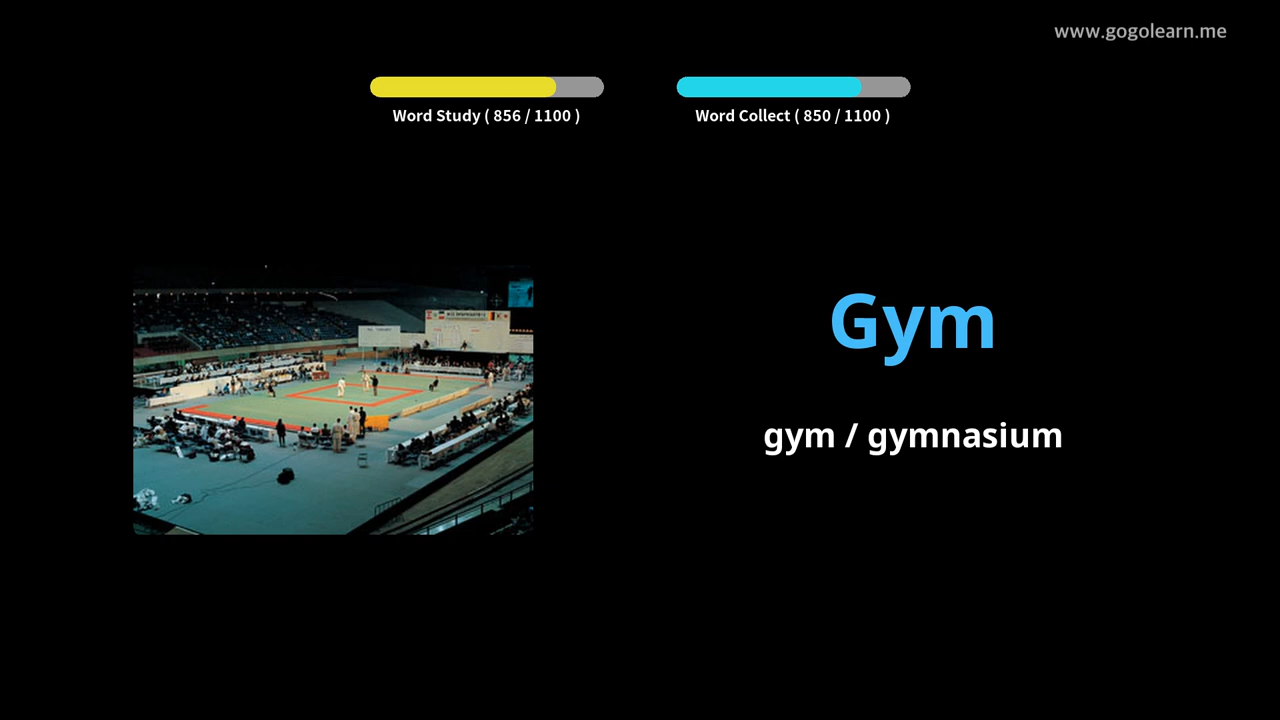 www.gogolearn.me
Word Study ( 856 / 1100 )
Word Collect ( 850 / 1100 )
Gym
gym / gymnasium